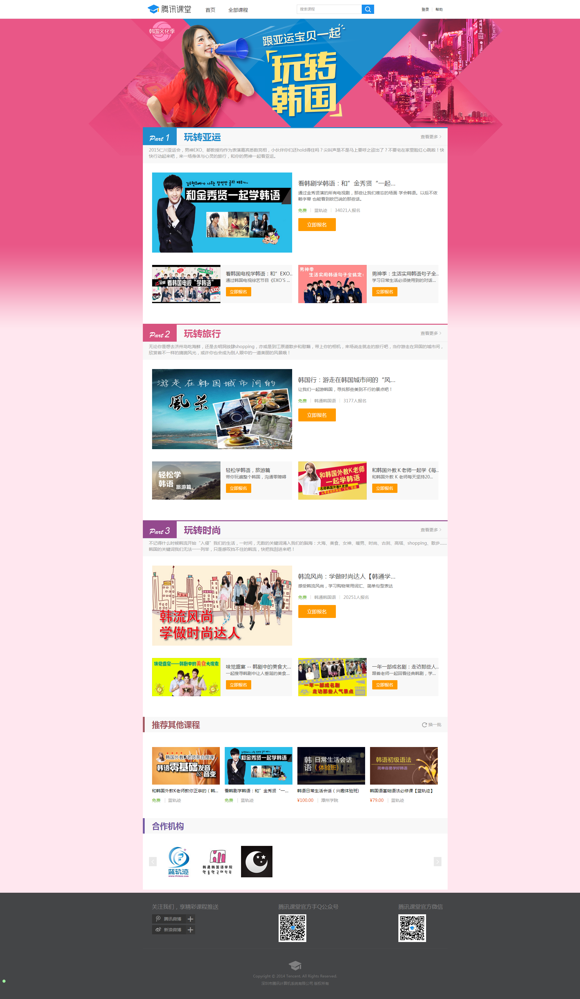 腾讯课堂
首页
全部课程
搜索课程
登录
帮助
韩国文化季
跟亚运宝贝一起
玩转
韩国
Part 1
玩转亚运
查看更多
2015仁川亚运会，男神EXO、都教授均作为表演嘉宾悉数亮相，小伙伴你们还hold得住吗？尖叫声是不是马上要呼之欲出了？不要宅在家里脸红心跳啦！快
快行动起来吧，来一场身体与心灵的旅行，和你的男神一起看亚运。
김수현오빠가 나오는 장면만 골라 배우기~
和金秀贤一起学韩语
看韩剧学韩语：和”金秀贤“一起...
通过金秀贤演的所有电视剧，那些让我们难忘的场面 学会韩语。以后不依
赖字幕 也能看到欧巴说的那些话。
免费
蓝轨迹
34021人报名
立即报名
SHOWTIME
看韩国电视“学韩语”
EXO
看韩国电视学韩语：和”EXO..
通过韩国电视综艺节目《EXO'S ...
立即报名
男神季
生活实用韩语句子全搞定！
男神季：生活实用韩语句子全..
学习日常生活必须使用到的对话...
立即报名
Part 2
玩转旅行
查看更多
无论你是想去济州岛吃海鲜，还是去明洞放肆shopping，亦或是到江原道散步和慰藉，带上你的相机，来场说走就走的旅行吧，当你游走在异国的城市间，
欣赏着不一样的旖旎风光，或许你也会成为别人眼中的一道美丽的风景哦！
游走在韩国城市间的
風景
韩国行：游走在韩国城市间的“风...
让我们一起游韩国，寻找那些美到不行的景点吧！
免费
韩通韩国语
3177人报名
立即报名
轻松学
韩语
旅游篇
轻松学韩语，旅游篇
带你玩遍整个韩国，沟通零障碍
立即报名
和韩国外教K老师
一起学韩语
名师韩国外教K老师
从零基础到高级/文化/歌曲
和韩国外教 K 老师一起学《每..
和韩国外教 K 老师每天坚持20...
立即报名
Part 3
玩转时尚
查看更多
不记得什么时候韩流开始“入侵”我们的生活，一时间，无数的关键词涌入我们的脑海：大海、美食、女神、暖男、时尚、古刹、高塔、shopping、散步......
韩国的关键词我们无法一一列举，只是感叹挡不住的韩流，快把我刮进来吧！
韩流风尚
学做时尚达人
韩流风尚：学做时尚达人【韩通学...
感受韩流风尚，学习购物常用词汇、简单句型表达
免费
韩通韩国语
20251人报名
立即报名
味觉盛宴——韩剧中的美食大搜索
味觉盛宴 -- 韩剧中的美食大...
一起搜寻韩剧中让人垂涎的美食...
立即报名
一年一部成名剧
走访那些人气景点
一年一部成名剧：走访那些人..
跟着老师一起回看经典韩剧，学...
立即报名
推荐其他课程
换一批
韩国外教K老师亲自授课
韩语零基础发音
&音变
和金秀贤一起学韩语
韩语
日常生活会话
（体验班）
韩语初级语法
简单容易学好韩语
和韩国外教K老师教你正宗的（韩...
看韩剧学韩语：和”金秀贤“一...
韩语日常生活会话（兴趣体验班）
韩国语基础语法必修课【蓝轨迹】
免费
蓝轨迹
免费
蓝轨迹
¥100.00
潭州学院
¥79.00
蓝轨迹
合作机构
蓝轨迹
www.lfclass.com
韩通韩国语学院
한통한국어학원
关注我们，享精彩课程推送
腾讯微博
新浪微博
腾讯课堂官方手Q公众号
腾讯课堂官方微信
Copyright © 2014 Tencent. All Rights Reserved.
深圳市腾讯计算机系统有限公司 版权所有